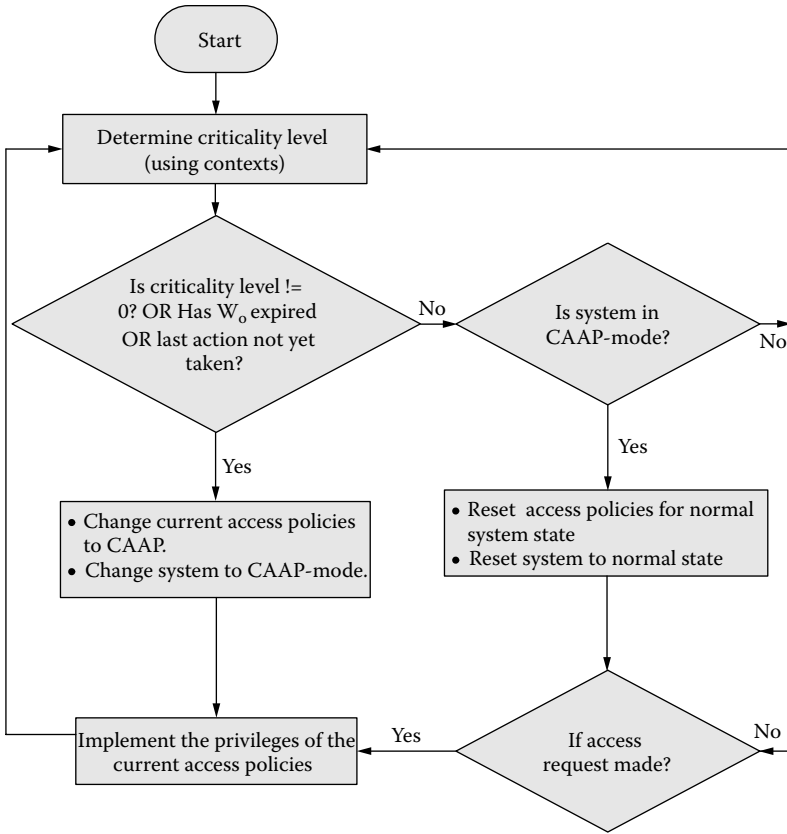 Start
Determine criticality level
(using contexts)
Is criticality level !=
0? OR Has Wo expired
OR last action not yet
taken?
No
Is system in
CAAP-mode?
No
Yes
Yes
• Change current access policies
to CAAP.
• Change system to CAAP-mode.
• Reset access policies for normal
system state
• Reset system to normal state
Implement the privileges of the
current access policies
Yes
If access
request made?
No